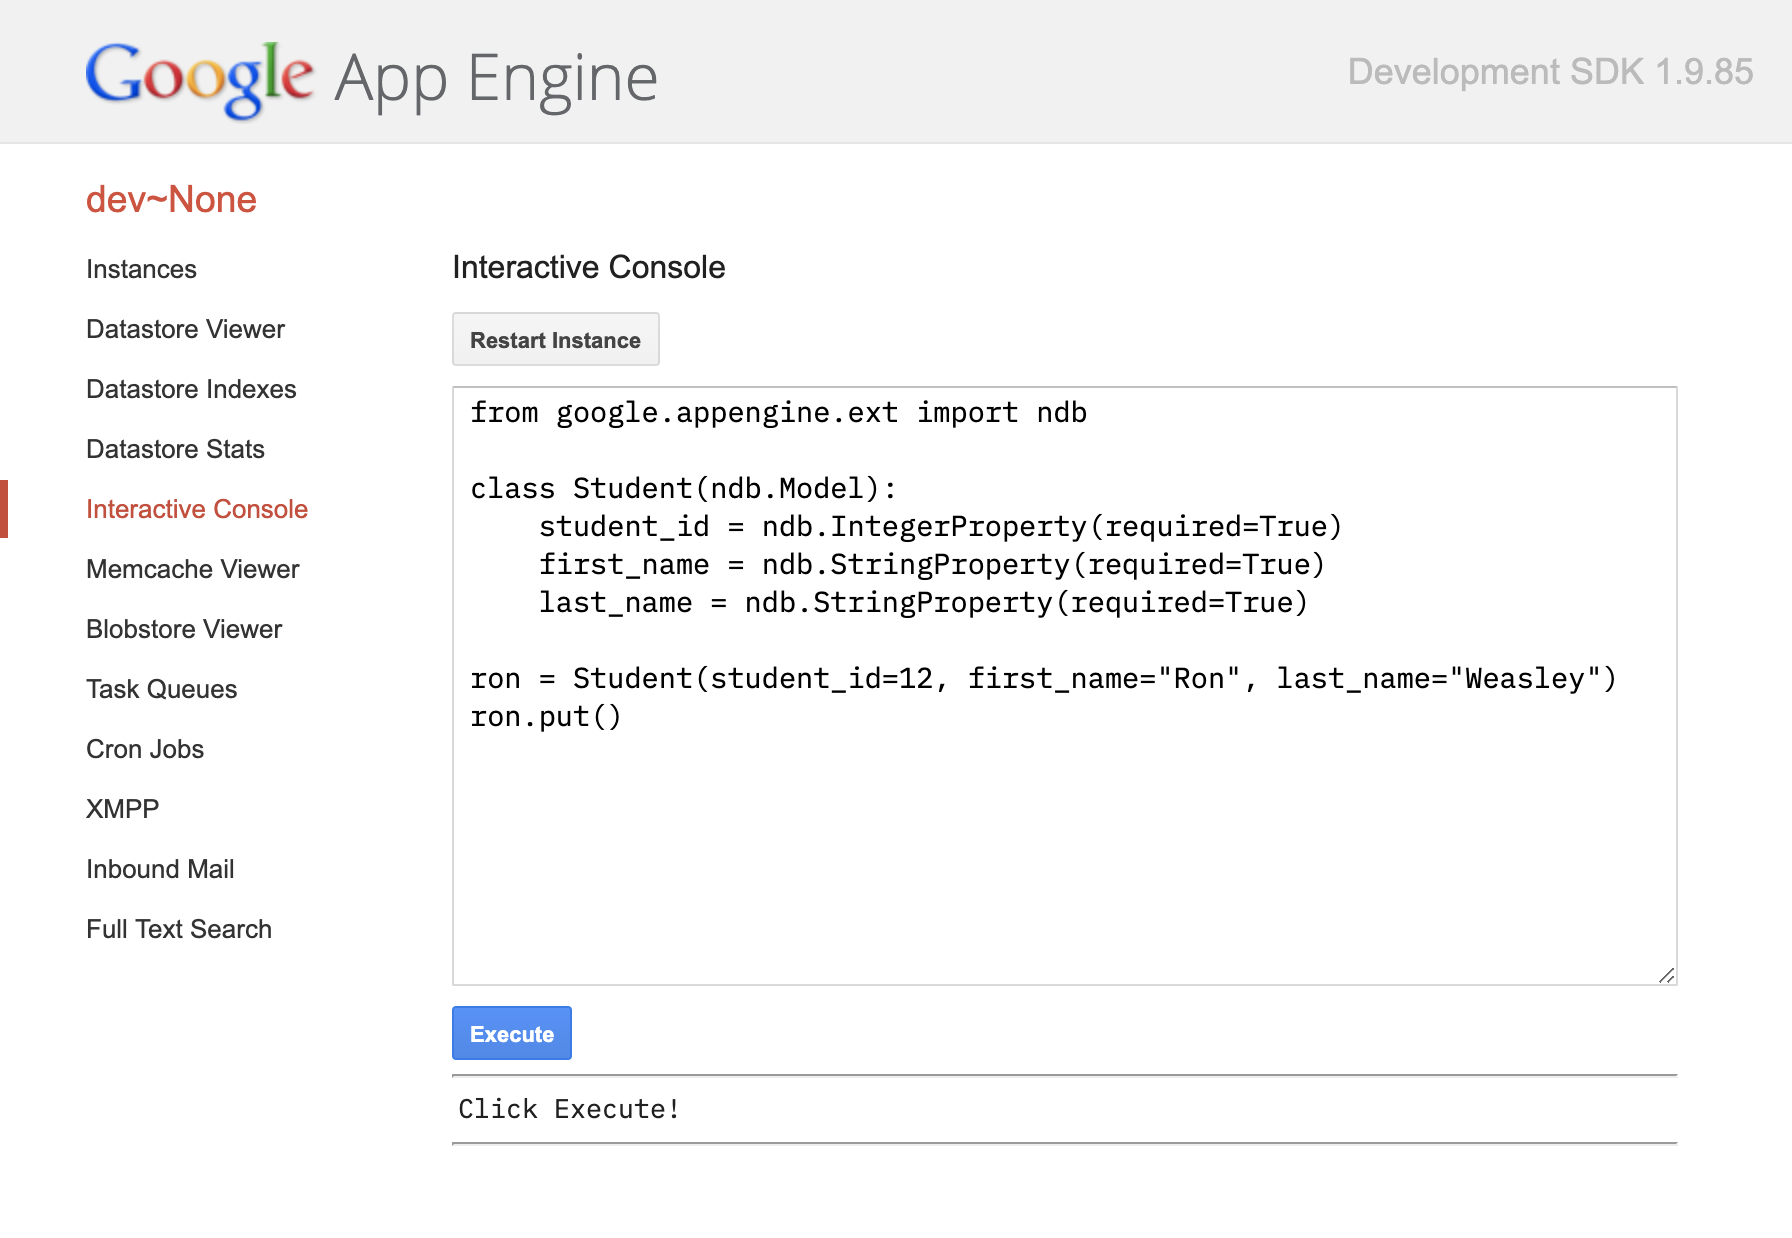 Google App Engine
Development SDK 1.9.85
dev~None
Instances
Datastore Viewer
Datastore Indexes
Datastore Stats
Interactive Console
Memcache Viewer
Blobstore Viewer
Task Queues
Cron Jobs
XMPP
Inbound Mail
Full Text Search
Interactive Console
Restart Instance
from google.appengine.ext import ndb
class Student(ndb.Model):
    student_id = ndb.IntegerProperty(required=True)
    first_name = ndb.StringProperty(required=True)
    last_name = ndb.StringProperty(required=True)
ron = Student(student_id=12, first_name="Ron", last_name="Weasley")
ron.put()
Execute
Click Execute!